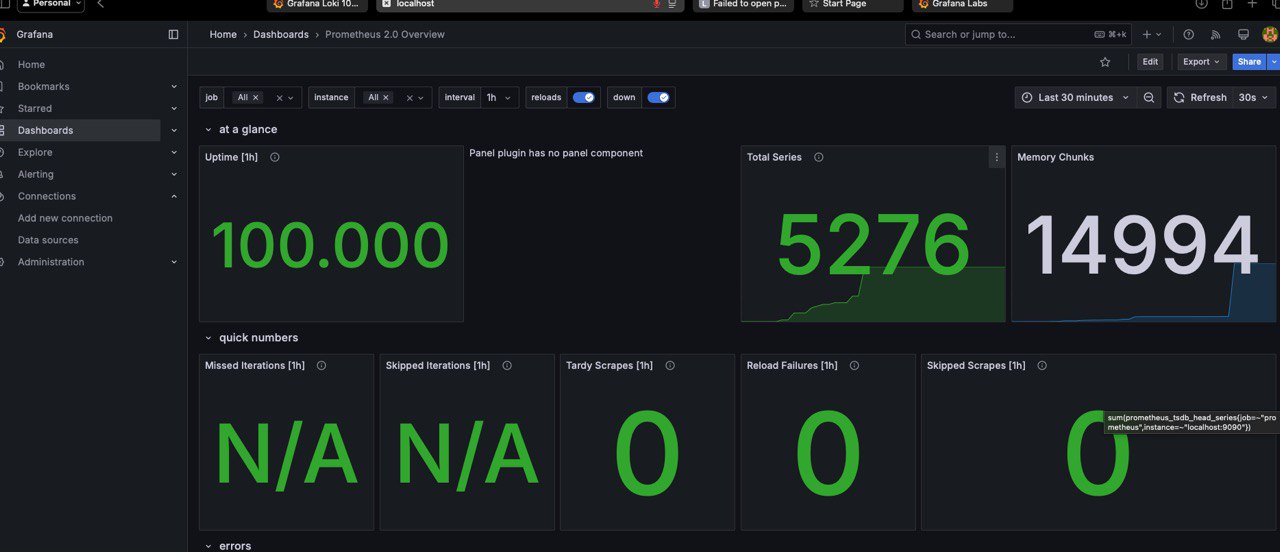 Personal
Grafana Loki 10...
localhost
Failed to open p...
Start Page
Grafana Labs
Grafana
Home › Dashboards › Prometheus 2.0 Overview
Search or jump to...
⌘+k
Home
Bookmarks
Starred
Dashboards
Explore
Alerting
Connections
Add new connection
Data sources
Administration
Edit
Export
Share
job
All
instance
All
interval
1h
reloads
down
Last 30 minutes
Refresh
30s
at a glance
Uptime [1h]
100.000
Panel plugin has no panel component
Total Series
5276
Memory Chunks
14994
quick numbers
Missed Iterations [1h]
N/A
Skipped Iterations [1h]
N/A
Tardy Scrapes [1h]
0
Reload Failures [1h]
0
Skipped Scrapes [1h]
0
sum(prometheus_tsdb_head_series{job=~"pro
metheus",instance=~"localhost:9090"})
errors